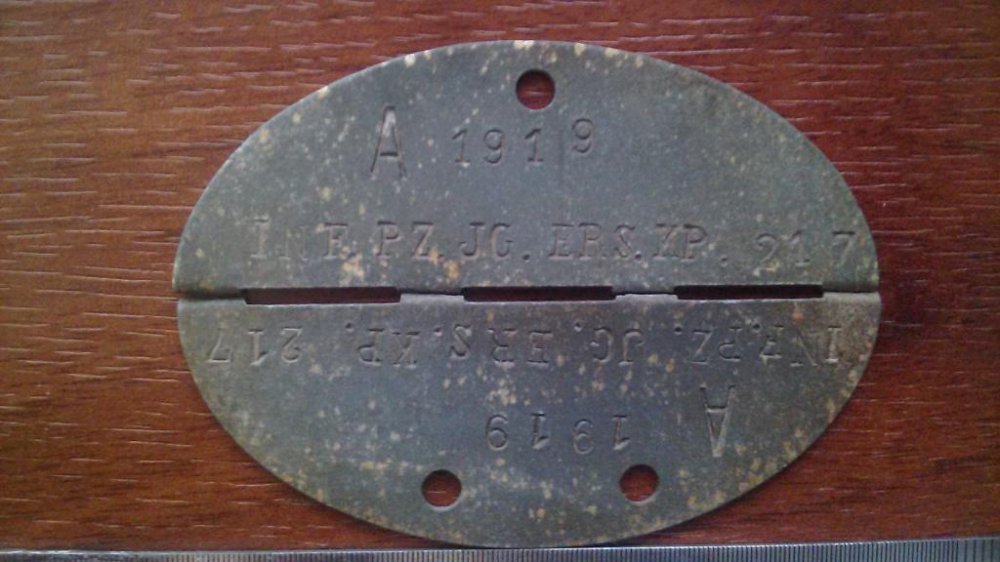 A 1919
INF. PZ. JG. ERS. KP. 217
A 1919
INF. PZ. JG. ERS. KP. 217